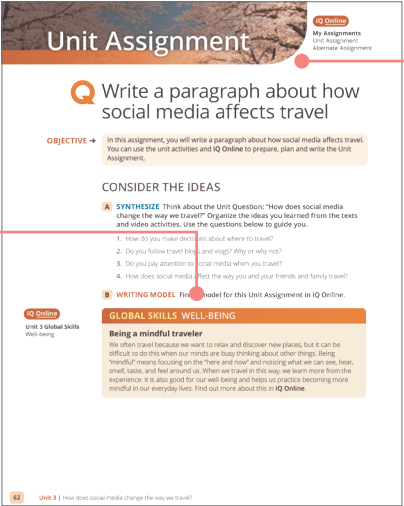 Unit Assignment
iQ Online
My Assignments
Unit Assignment
Alternate Assignment
Q Write a paragraph about how
social media affects travel
OBJECTIVE →
In this assignment, you will write a paragraph about how social media affects travel.
You can use the unit activities and iQ Online to prepare, plan and write the Unit
Assignment.
CONSIDER THE IDEAS
A SYNTHESIZE Think about the Unit Question: "How does social media
change the way we travel?" Organize the ideas you learned from the texts
and video activities. Use the questions below to guide you.
1. How do you make decisions about where to travel?
2. Do you follow travel blogs and vlogs? Why or why not?
3. Do you pay attention to social media when you travel?
4. How does social media affect the way you and your friends and family travel?
B WRITING MODEL Find model for this Unit Assignment in iQ Online.
iQ Online
Unit 3 Global Skills
Well-being
GLOBAL SKILLS WELL-BEING
Being a mindful traveler
We often travel because we want to relax and discover new places, but it can be
difficult to do this when our minds are busy thinking about other things. Being
"mindful" means focusing on the "here and now" and noticing what we can see, hear,
smell, taste, and feel around us. When we travel in this way, we learn more from the
experience. It is also good for our well-being and helps us practice becoming more
mindful in our everyday lives. Find out more about this in iQ Online.
62 Unit 3 | How does social media change the way we travel?